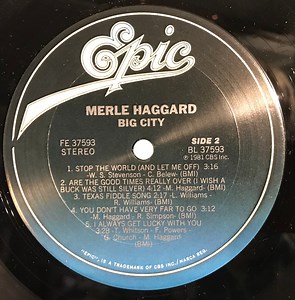 Epic
MERLE HAGGARD
BIG CITY
FE 37593
STEREO
SIDE 2
BL 37593
℗ 1981 CBS Inc.
1. STOP THE WORLD (AND LET ME OFF) 3:16
-W. S. Stevenson - C. Belew- (BMI)
2. ARE THE GOOD TIMES REALLY OVER (I WISH A
BUCK WAS STILL SILVER) 4:12 -M. Haggard- (BMI)
3. TEXAS FIDDLE SONG 2:17 -L.
Williams- (BMI)
4. YOU DON'T HAVE VERY FAR TO GO 3:12
-M. Haggard - R. Simpson- (BMI)
5. I ALWAYS GET LUCKY WITH YOU
3:28 -T. Whitson - F. Powers -
G. Church - M. Haggard
(BMI)
"EPIC" IS A TRADEMARK OF CBS INC./MARCA REG.